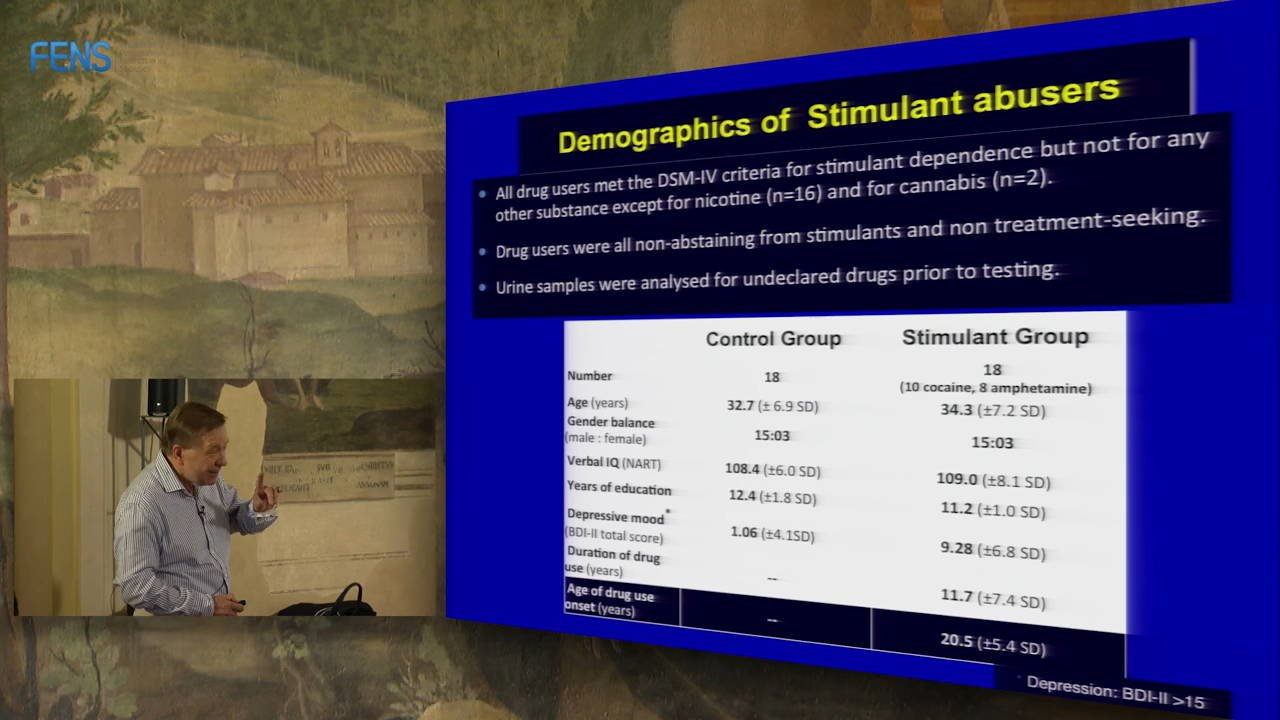 FENS
Demographics of Stimulant abusers
All drug users met the DSM-IV criteria for stimulant dependence but not for any
other substance except for nicotine (n=16) and for cannabis (n=2).
Drug users were all non-abstaining from stimulants and non treatment-seeking.
Urine samples were analysed for undeclared drugs prior to testing.
Control Group Stimulant Group
Number 18 18
(10 cocaine, 8 amphetamine)
Age (years) 32.7 (± 6.9 SD) 34.3 (±7.2 SD)
Gender balance
(male : female) 15:03 15:03
Verbal IQ (NART) 108.4 (±6.0 SD) 109.0 (±8.1 SD)
Years of education 12.4 (±1.8 SD) 11.2 (±1.0 SD)
Depressive mood*
(BDI-II total score) 1.06 (±4.1SD) 9.28 (±6.8 SD)
Duration of drug
use (years) -- 11.7 (±7.4 SD)
Age of drug use
onset (years) -- 20.5 (±5.4 SD)
* Depression: BDI-II >15